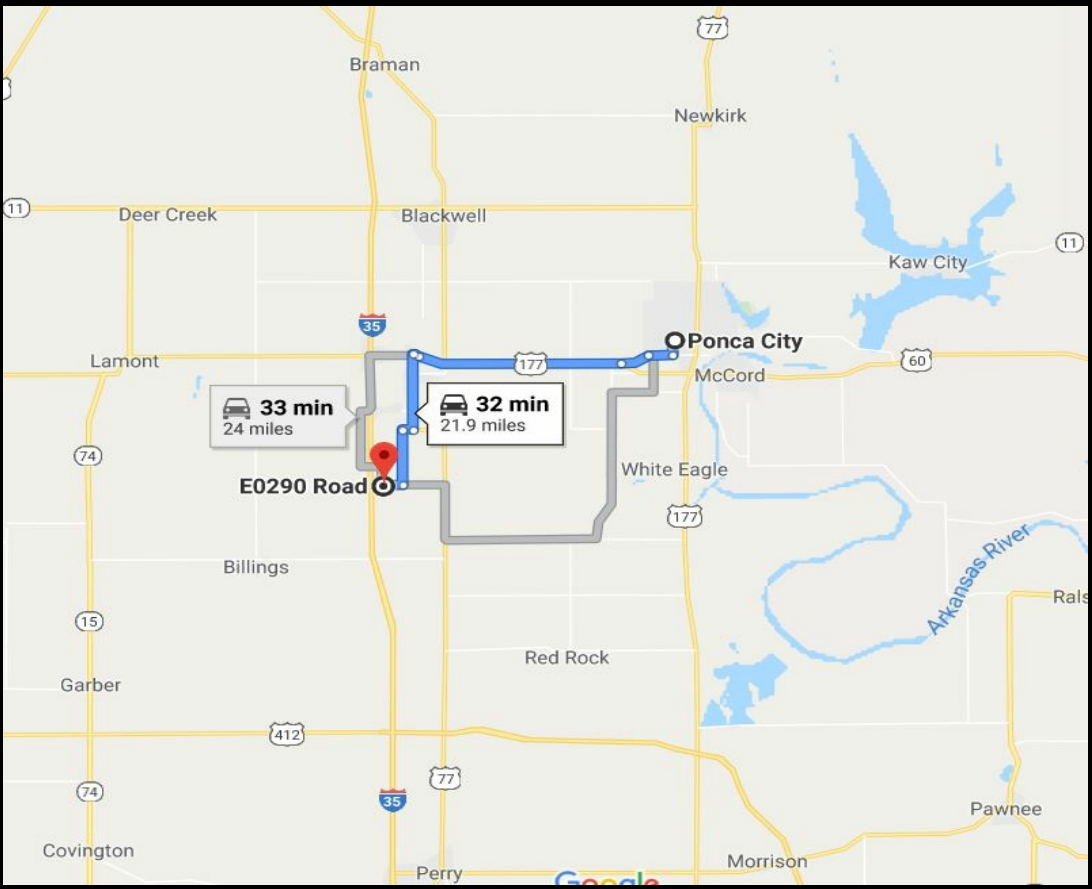 77
Braman
Newkirk
11
Deer Creek
Blackwell
11
Kaw City
35
Ponca City
Lamont
177
60
McCord
33 min
24 miles
32 min
21.9 miles
74
White Eagle
E0290 Road
177
Arkansas River
Billings
Rals
15
Red Rock
Garber
412
77
74
35
Pawnee
Covington
Morrison
Perry
Google